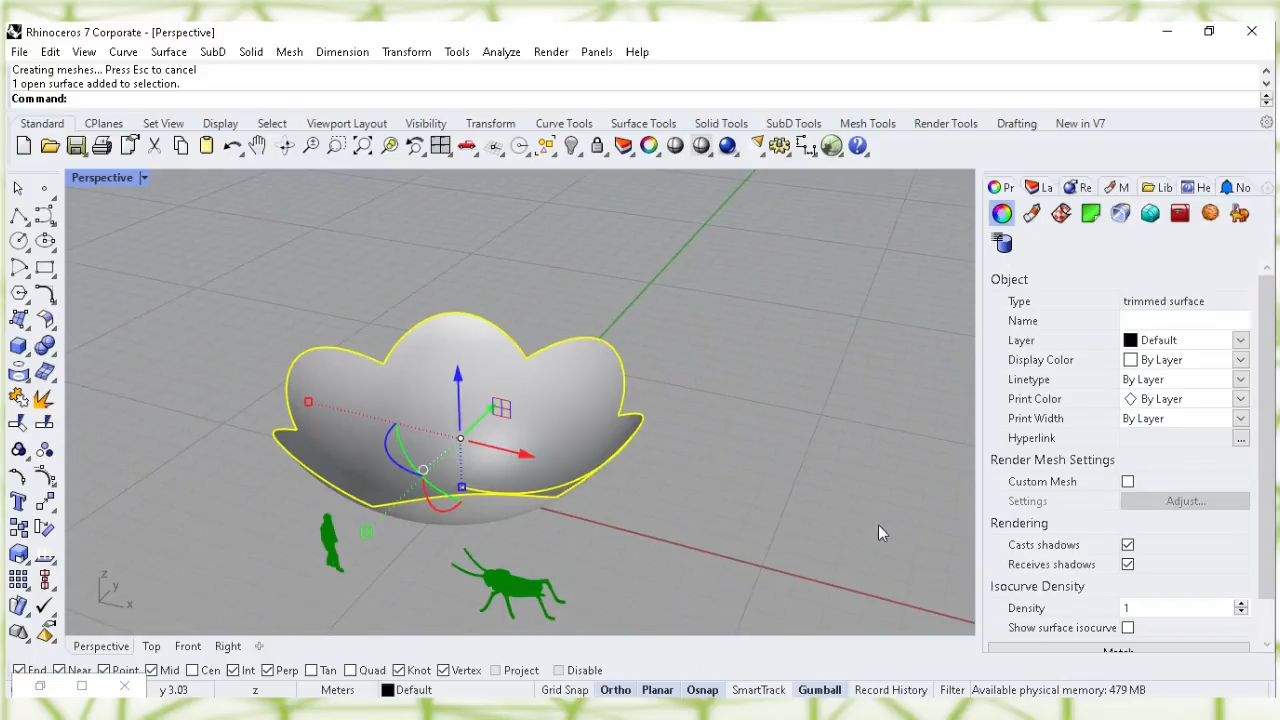 Rhinoceros 7 Corporate - [Perspective]
File Edit View Curve Surface SubD Solid Mesh Dimension Transform Tools Analyze Render Panels Help
Creating meshes... Press Esc to cancel
1 open surface added to selection.
Command:
Standard CPlanes Set View Display Select Viewport Layout Visibility Transform Curve Tools Surface Tools Solid Tools SubD Tools Mesh Tools Render Tools Drafting New in V7
Perspective
Pr La Re M Lib He No
Object
Type trimmed surface
Name
Layer Default
Display Color By Layer
Linetype By Layer
Print Color By Layer
Print Width By Layer
Hyperlink ...
Render Mesh Settings
Custom Mesh
Settings Adjust...
Rendering
Casts shadows
Receives shadows
Isocurve Density
Density 1
Show surface isocurve
z
y
x
Perspective Top Front Right
End Near Point Mid Cen Int Perp Tan Quad Knot Vertex Project Disable
y 3.03 z Meters Default Grid Snap Ortho Planar Osnap SmartTrack Gumball Record History Filter Available physical memory: 479 MB